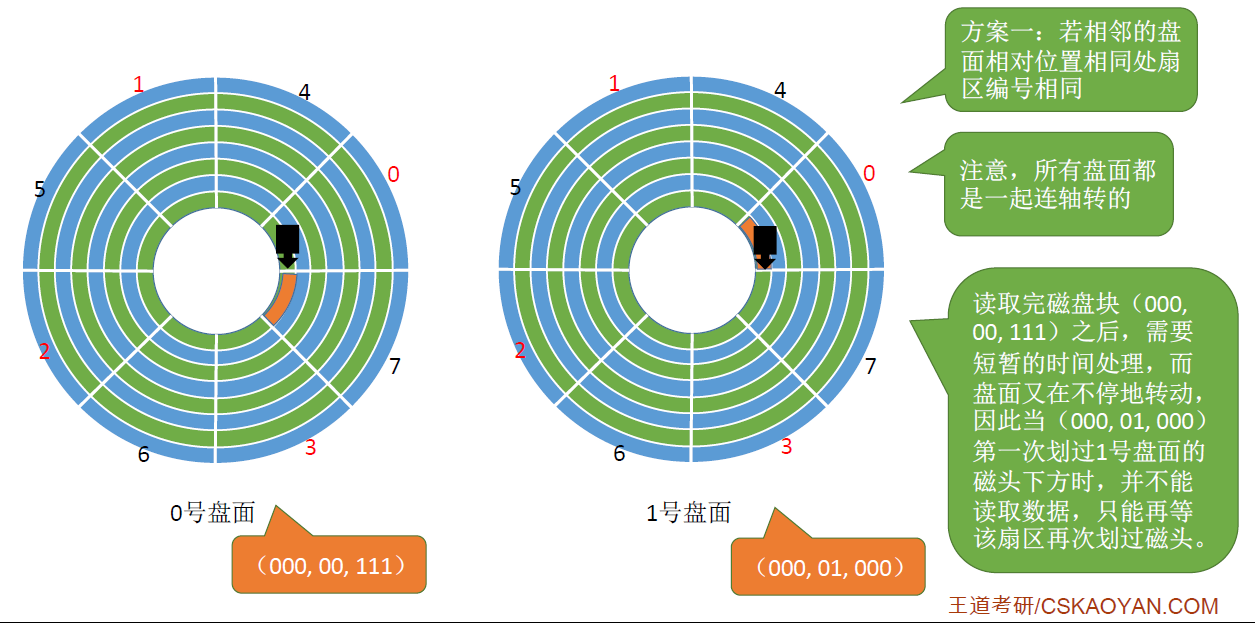 1
4
0
5
2
7
6
3
0号盘面
（000, 00, 111）
1
4
0
5
2
7
6
3
1号盘面
（000, 01, 000）
方案一：若相邻的盘
面相对位置相同处扇
区编号相同
注意，所有盘面都
是一起连轴转的
读取完磁盘块（000,
00, 111）之后，需要
短暂的时间处理，而
盘面又在不停地转动，
因此当（000, 01, 000）
第一次划过1号盘面的
磁头下方时，并不能
读取数据，只能再等
该扇区再次划过磁头。
王道考研/CSKAOYAN.COM